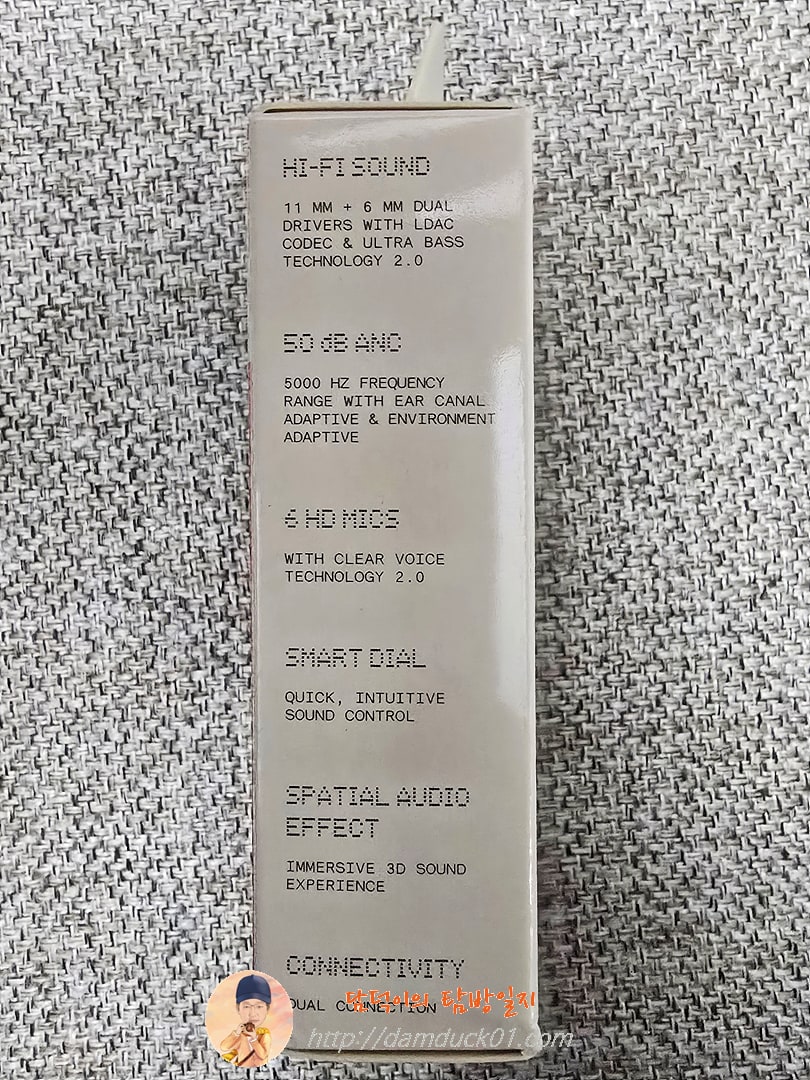 HI-FI SOUND
11 MM + 6 MM DUAL
DRIVERS WITH LDAC
CODEC & ULTRA BASS
TECHNOLOGY 2.0
50 dB ANC
5000 HZ FREQUENCY
RANGE WITH EAR CANAL
ADAPTIVE & ENVIRONMENT
ADAPTIVE
6 HD MICS
WITH CLEAR VOICE
TECHNOLOGY 2.0
SMART DIAL
QUICK, INTUITIVE
SOUND CONTROL
SPATIAL AUDIO
EFFECT
IMMERSIVE 3D SOUND
EXPERIENCE
CONNECTIVITY
DUAL CONNECTION
담덕이의 탐방일지
http://damduck01.com